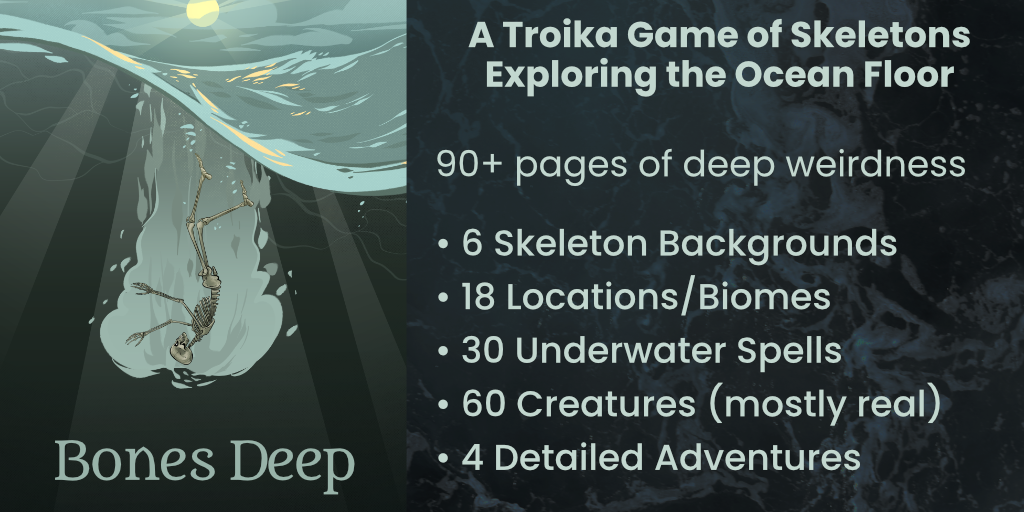 Bones Deep
A Troika Game of Skeletons
Exploring the Ocean Floor
90+ pages of deep weirdness
• 6 Skeleton Backgrounds
• 18 Locations/Biomes
• 30 Underwater Spells
• 60 Creatures (mostly real)
• 4 Detailed Adventures